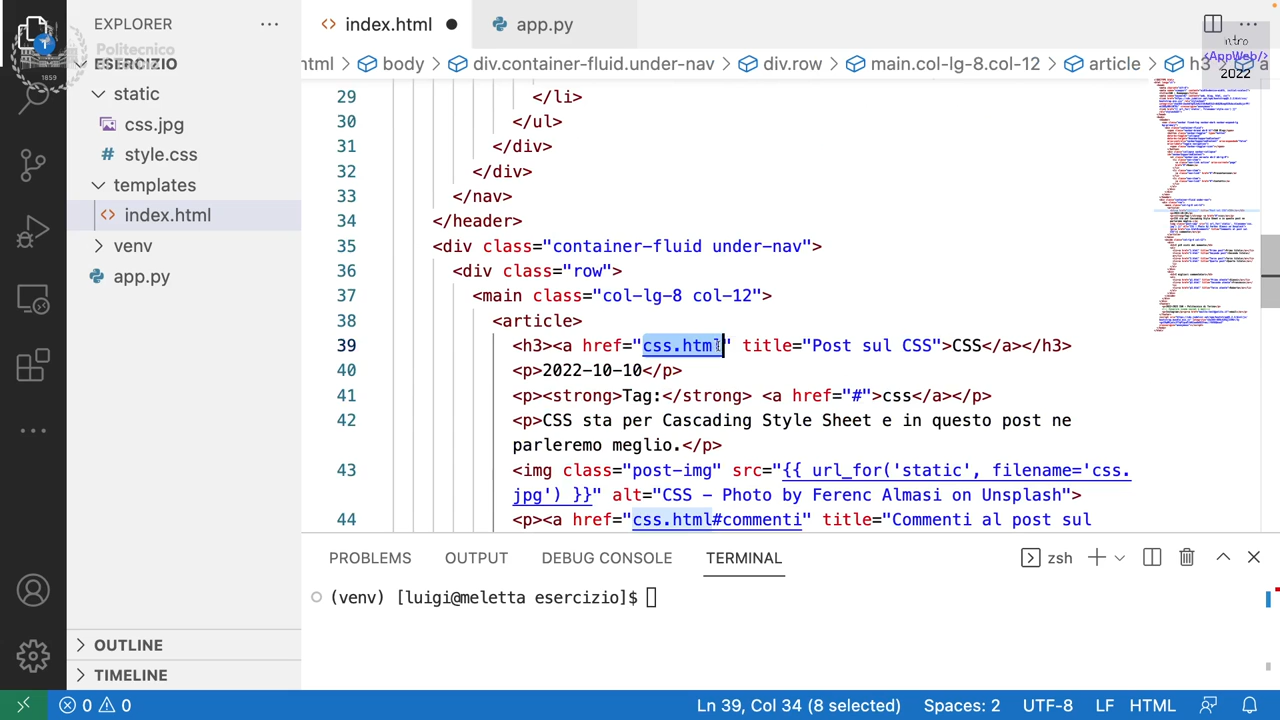 EXPLORER
Politecnico
1859
ESERCIZIO
static
css.jpg
# style.css
templates
<> index.html
venv
app.py
OUTLINE
TIMELINE
<> index.html
app.py
ntro
<AppWeb/>
2022
html > body > div.container-fluid.under-nav > div.row > main.col-lg-8.col-12 > article > h3 > a
29 </li>
30 </ul>
31 </div>
32 </div>
33 </nav>
34 </header>
35 <div class="container-fluid under-nav">
36 <div class="row">
37 <main class="col-lg-8 col-12">
38 <article>
39 <h3><a href="css.html" title="Post sul CSS">CSS</a></h3>
40 <p>2022-10-10</p>
41 <p><strong>Tag:</strong> <a href="#">css</a></p>
42 <p>CSS sta per Cascading Style Sheet e in questo post ne
parleremo meglio.</p>
43 <img class="post-img" src="{{ url_for('static', filename='css.
jpg') }}" alt="CSS - Photo by Ferenc Almasi on Unsplash">
44 <p><a href="css.html#commenti" title="Commenti al post sul
PROBLEMS OUTPUT DEBUG CONSOLE TERMINAL zsh
(venv) [luigi@meletta esercizio]$
0 0 Ln 39, Col 34 (8 selected) Spaces: 2 UTF-8 LF HTML